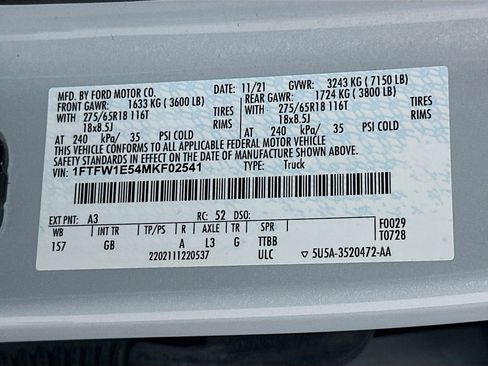 MFD. BY FORD MOTOR CO. 11/21 GVWR: 3243 KG ( 7150 LB)
FRONT GAWR: 1633 KG ( 3600 LB) REAR GAWR: 1724 KG ( 3800 LB)
WITH 275/65R18 116T TIRES WITH 275/65R18 116T TIRES
18x8.5J RIMS 18x8.5J RIMS
AT 240 kPa/ 35 PSI COLD AT 240 kPa/ 35 PSI COLD
THIS VEHICLE CONFORMS TO ALL APPLICABLE FEDERAL MOTOR VEHICLE
SAFETY STANDARDS IN EFFECT ON THE DATE OF MANUFACTURE SHOWN ABOVE.
VIN: 1FTFW1E54MKF02541 TYPE: Truck
EXT PNT: A3 RC: 52 DSO: F0029
WB INT TR TP/PS R AXLE TR SPR T0728
157 GB A L3 G TTBB
2202111220537 ULC ▽ 5U5A-3520472-AA